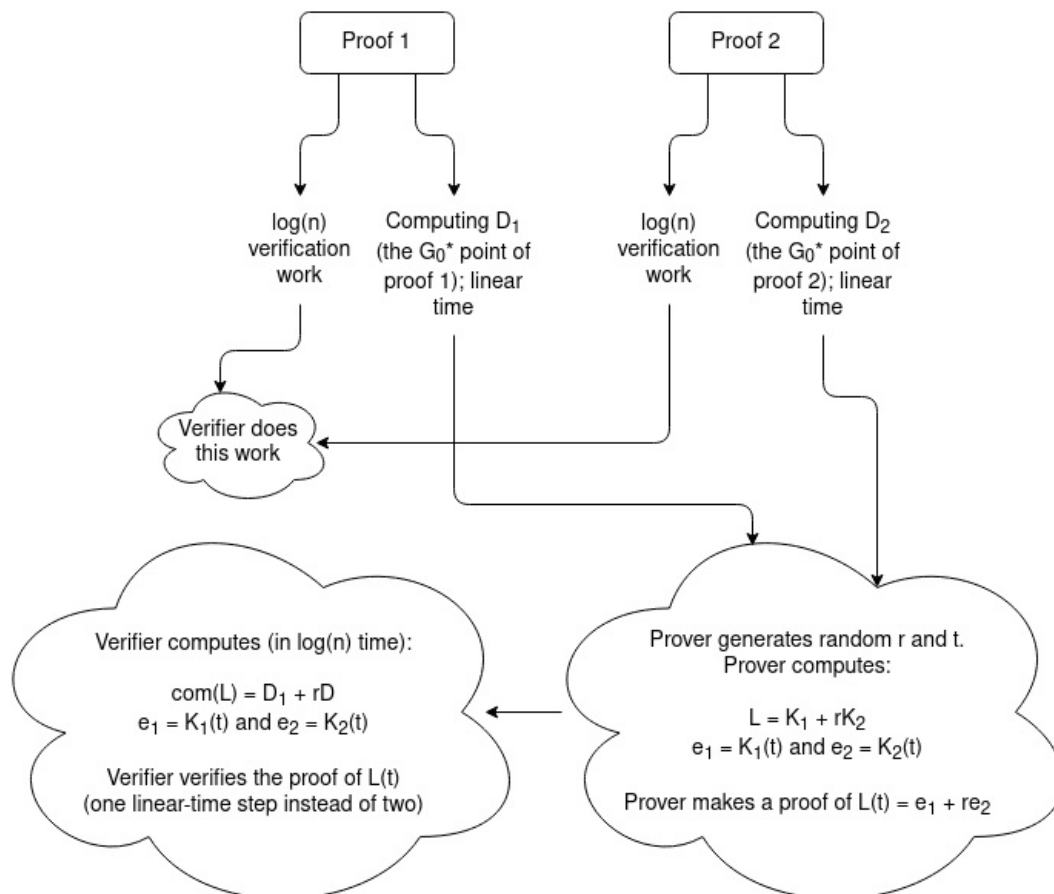 Proof 1
Proof 2
log(n)
verification
work
Computing D₁
(the G₀* point of
proof 1); linear
time
log(n)
verification
work
Computing D₂
(the G₀* point of
proof 2); linear
time
Verifier does
this work
Verifier computes (in log(n) time):
com(L) = D₁ + rD
e₁ = K₁(t) and e₂ = K₂(t)
Verifier verifies the proof of L(t)
(one linear-time step instead of two)
Prover generates random r and t.
Prover computes:
L = K₁ + rK₂
e₁ = K₁(t) and e₂ = K₂(t)
Prover makes a proof of L(t) = e₁ + re₂